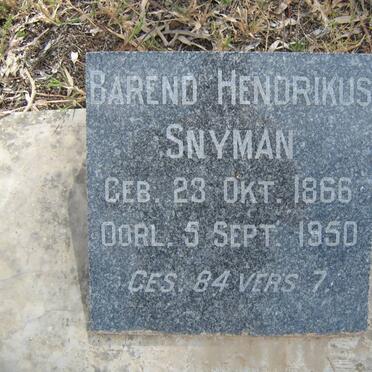 BAREND HENDRIKUS
SNYMAN
GEB. 23 OKT. 1866
OORL. 5 SEPT. 1950
GES. 84 VERS 7